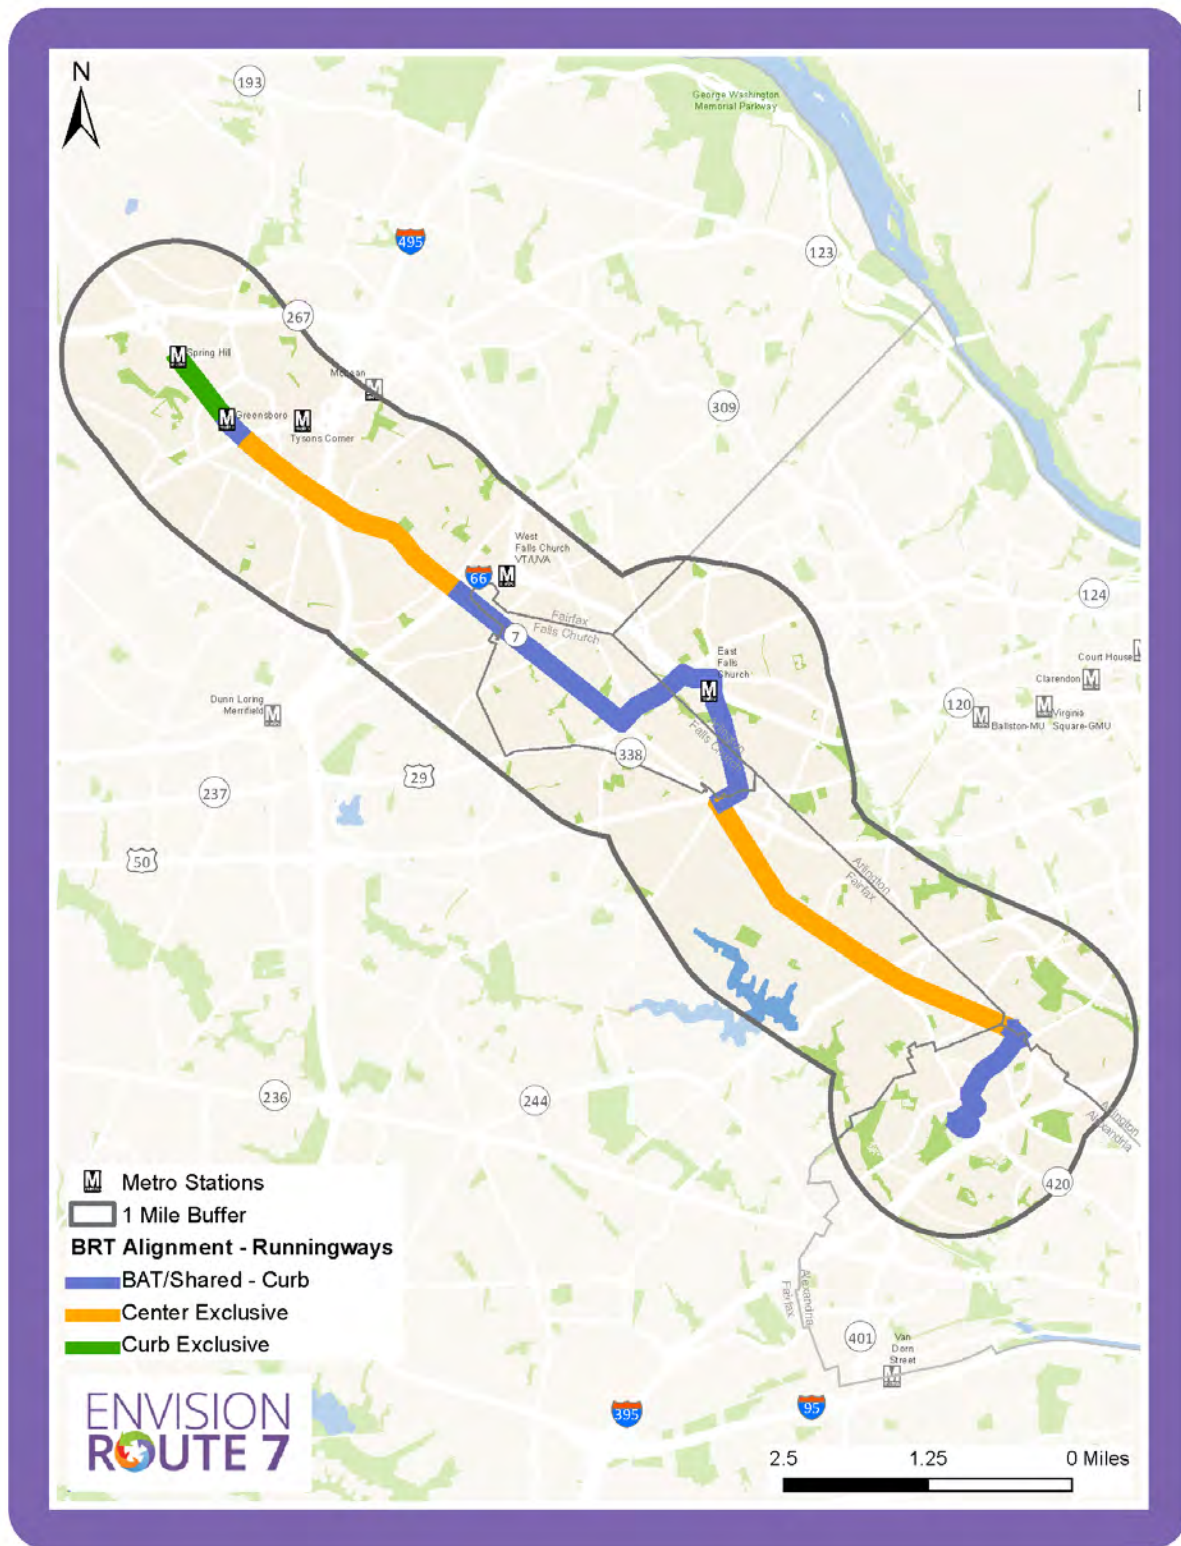 N
193
George Washington
Memorial Parkway
495
123
267
Spring Hill
McLean
309
Greensboro
Tysons Corner
West
Falls Church
VT/UVA
66
124
Fairfax
Falls Church
7
East
Falls
Church
Court House
Clarendon
Dunn Loring
Merrifield
120
Virginia
Square-GMU
Ballston-MU
Arlington
Falls Church
338
29
237
50
Arlington
Fairfax
236
244
Arlington
Alexandria
420
Metro Stations
1 Mile Buffer
BRT Alignment - Runningways
BAT/Shared - Curb
Center Exclusive
Curb Exclusive
Alexandria
Fairfax
401
Van
Dorn
Street
395
95
ENVISION
ROUTE 7
2.5 1.25 0 Miles